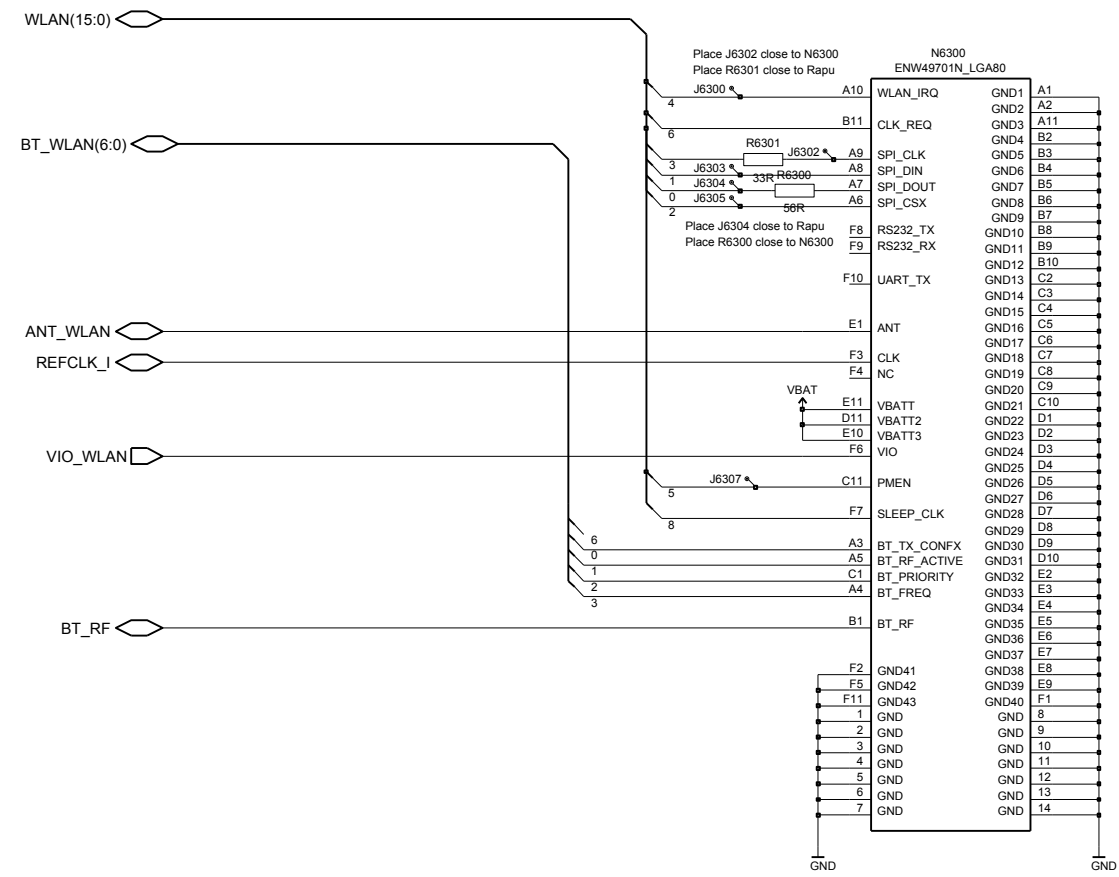 WLAN(15:0)
Place J6302 close to N6300
Place R6301 close to Rapu
N6300
ENW49701N_LGA80
J6300 4 A10 WLAN_IRQ GND1 A1
GND2 A2
BT_WLAN(6:0)
6 B11 CLK_REQ GND3 A11
GND4 B2
R6301 J6302 3 A9 SPI_CLK GND5 B3
J6303 33R 1 A8 SPI_DIN GND6 B4
J6304 R6300 0 A7 SPI_DOUT GND7 B5
J6305 56R 2 A6 SPI_CSX GND8 B6
GND9 B7
Place J6304 close to Rapu
Place R6300 close to N6300
F8 RS232_TX GND10 B8
F9 RS232_RX GND11 B9
GND12 B10
F10 UART_TX GND13 C2
GND14 C3
GND15 C4
ANT_WLAN E1 ANT GND16 C5
GND17 C6
REFCLK_I F3 CLK GND18 C7
F4 NC GND19 C8
VBAT GND20 C9
E11 VBATT GND21 C10
D11 VBATT2 GND22 D1
E10 VBATT3 GND23 D2
VIO_WLAN F6 VIO GND24 D3
GND25 D4
J6307 5 C11 PMEN GND26 D5
GND27 D6
8 F7 SLEEP_CLK GND28 D7
GND29 D8
6
0 A3 BT_TX_CONFX GND30 D9
1 A5 BT_RF_ACTIVE GND31 D10
2 C1 BT_PRIORITY GND32 E2
3 A4 BT_FREQ GND33 E3
GND34 E4
BT_RF B1 BT_RF GND35 E5
GND36 E6
GND37 E7
F2 GND41 GND38 E8
F5 GND42 GND39 E9
F11 GND43 GND40 F1
1 GND GND 8
2 GND GND 9
3 GND GND 10
4 GND GND 11
5 GND GND 12
6 GND GND 13
7 GND GND 14
GND GND